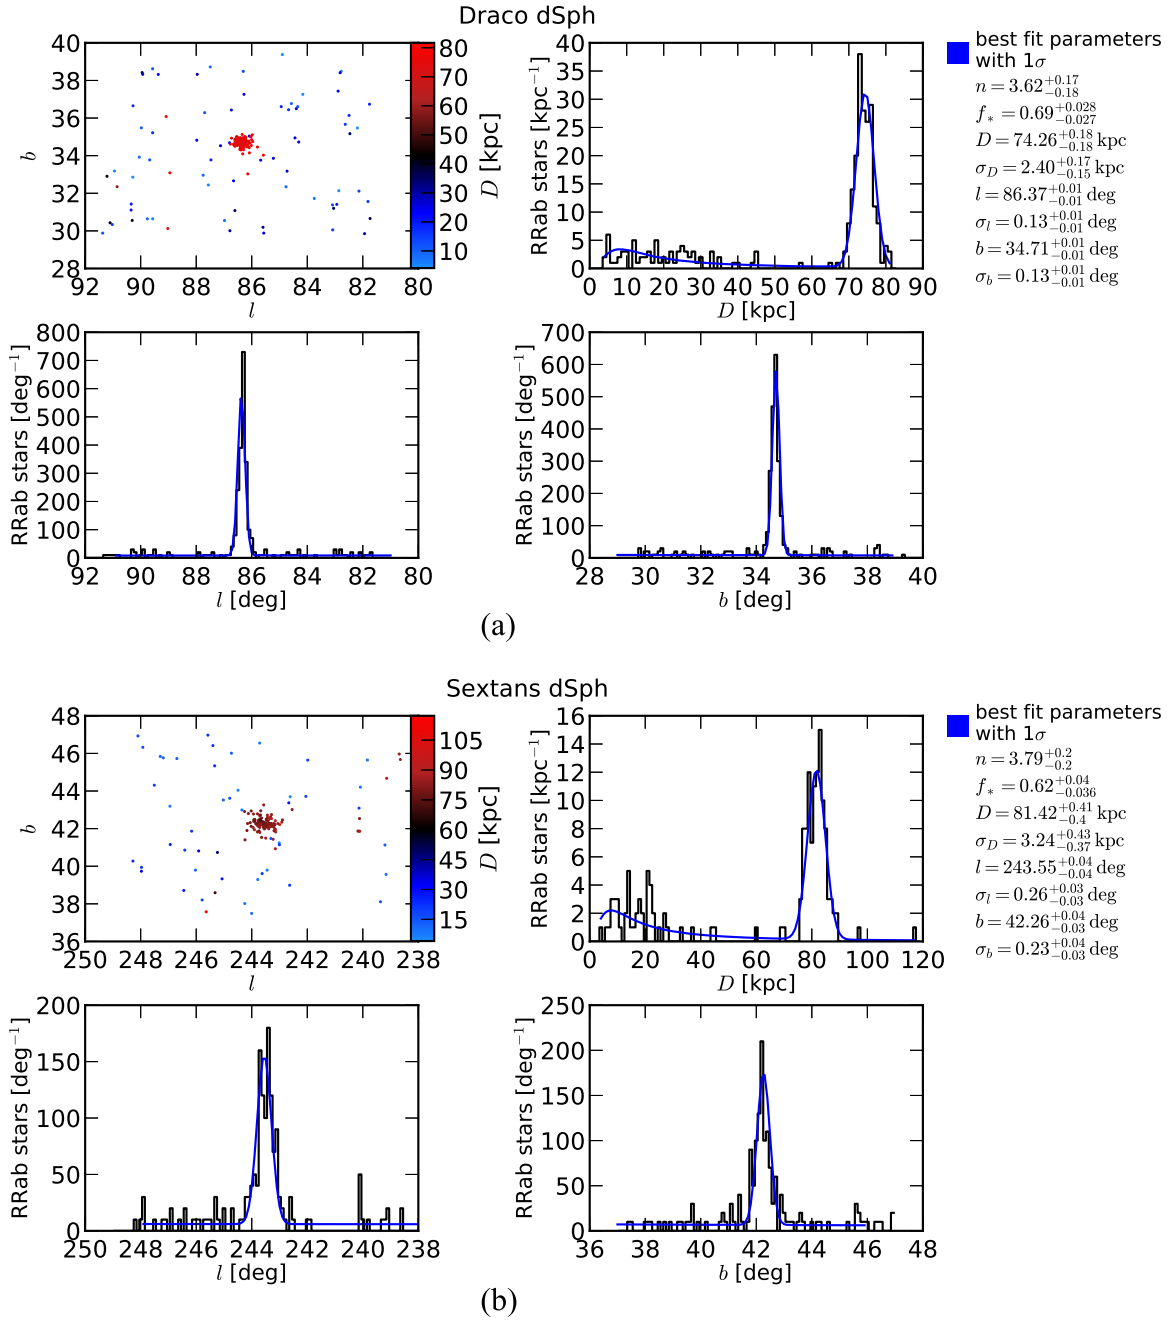 Draco dSph
40
38
36
34
32
30
28
b
92 90 88 86 84 82 80
l
80
70
60
50
40
30
20
10
D [kpc]
40
35
30
25
20
15
10
5
0
RRab stars [kpc⁻¹]
0 10 20 30 40 50 60 70 80 90
D [kpc]
best fit parameters
with 1σ
n = 3.62 +0.17 −0.18
f* = 0.69 +0.028 −0.027
D = 74.26 +0.18 −0.18 kpc
σ_D = 2.40 +0.17 −0.15 kpc
l = 86.37 +0.01 −0.01 deg
σ_l = 0.13 +0.01 −0.01 deg
b = 34.71 +0.01 −0.01 deg
σ_b = 0.13 +0.01 −0.01 deg
800
700
600
500
400
300
200
100
0
RRab stars [deg⁻¹]
92 90 88 86 84 82 80
l [deg]
700
600
500
400
300
200
100
0
RRab stars [deg⁻¹]
28 30 32 34 36 38 40
b [deg]
(a)
Sextans dSph
48
46
44
42
40
38
36
b
250 248 246 244 242 240 238
l
105
90
75
60
45
30
15
D [kpc]
16
14
12
10
8
6
4
2
0
RRab stars [kpc⁻¹]
0 20 40 60 80 100 120
D [kpc]
best fit parameters
with 1σ
n = 3.79 +0.2 −0.2
f* = 0.62 +0.04 −0.036
D = 81.42 +0.41 −0.4 kpc
σ_D = 3.24 +0.43 −0.37 kpc
l = 243.55 +0.04 −0.04 deg
σ_l = 0.26 +0.03 −0.03 deg
b = 42.26 +0.04 −0.03 deg
σ_b = 0.23 +0.04 −0.03 deg
200
150
100
50
0
RRab stars [deg⁻¹]
250 248 246 244 242 240 238
l [deg]
250
200
150
100
50
0
RRab stars [deg⁻¹]
36 38 40 42 44 46 48
b [deg]
(b)